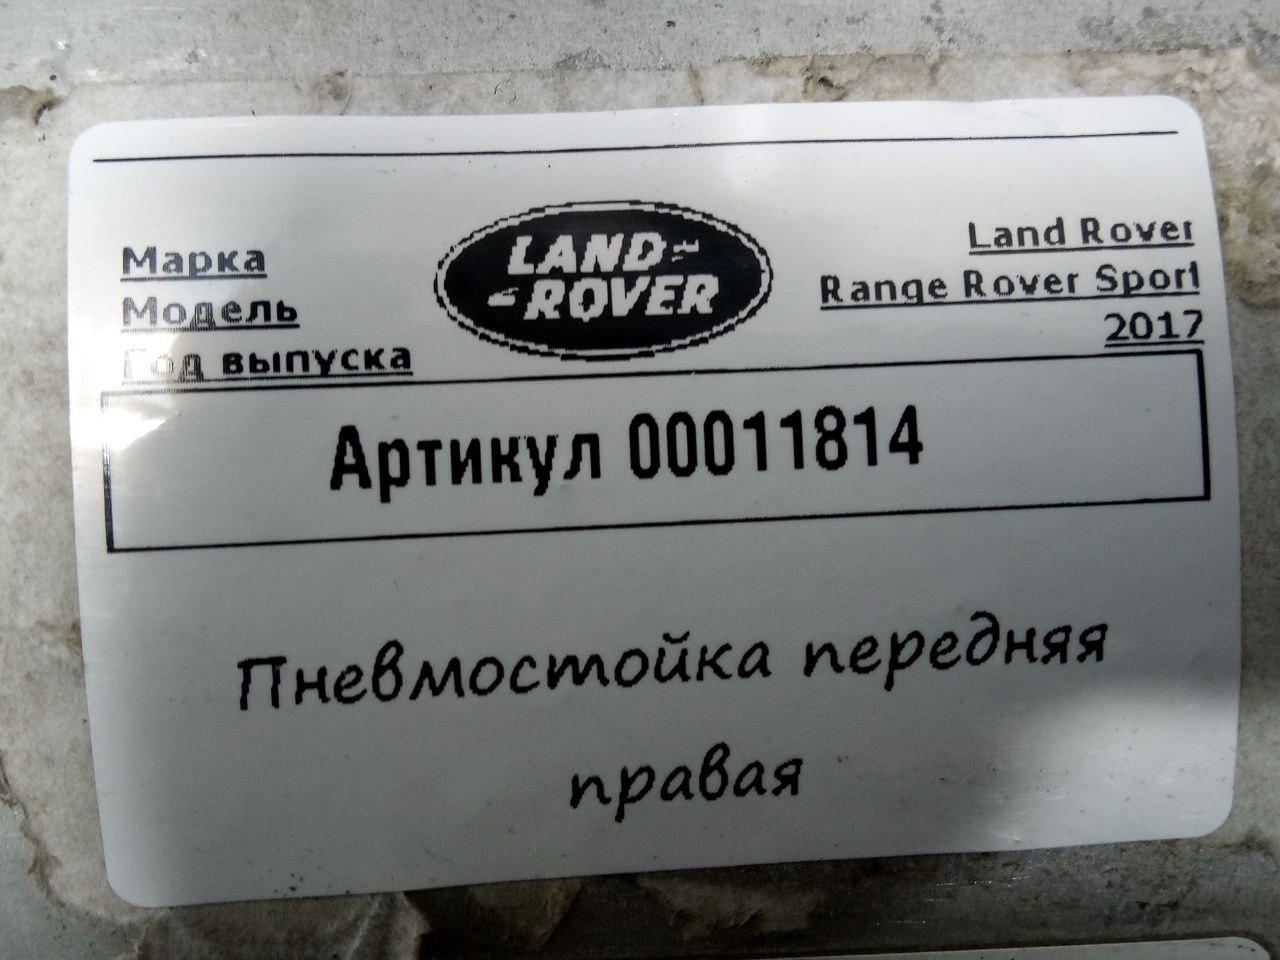 Марка
Модель
Год выпуска
LAND
ROVER
Land Rover
Range Rover Sport
2017
Артикул 00011814
Пневмостойка передняя
правая